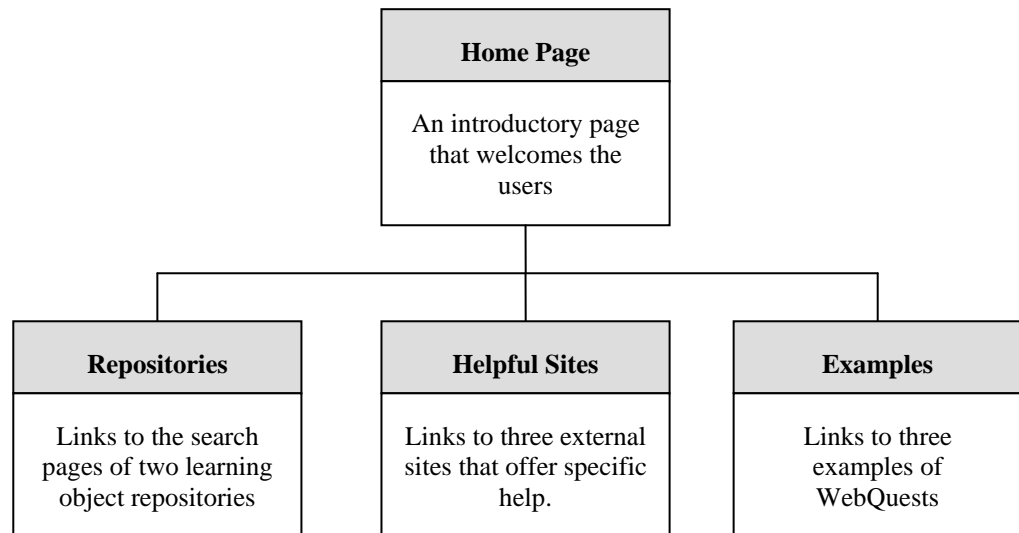 Home Page
An introductory page
that welcomes the
users
Repositories
Links to the search
pages of two learning
object repositories
Helpful Sites
Links to three external
sites that offer specific
help.
Examples
Links to three
examples of
WebQuests